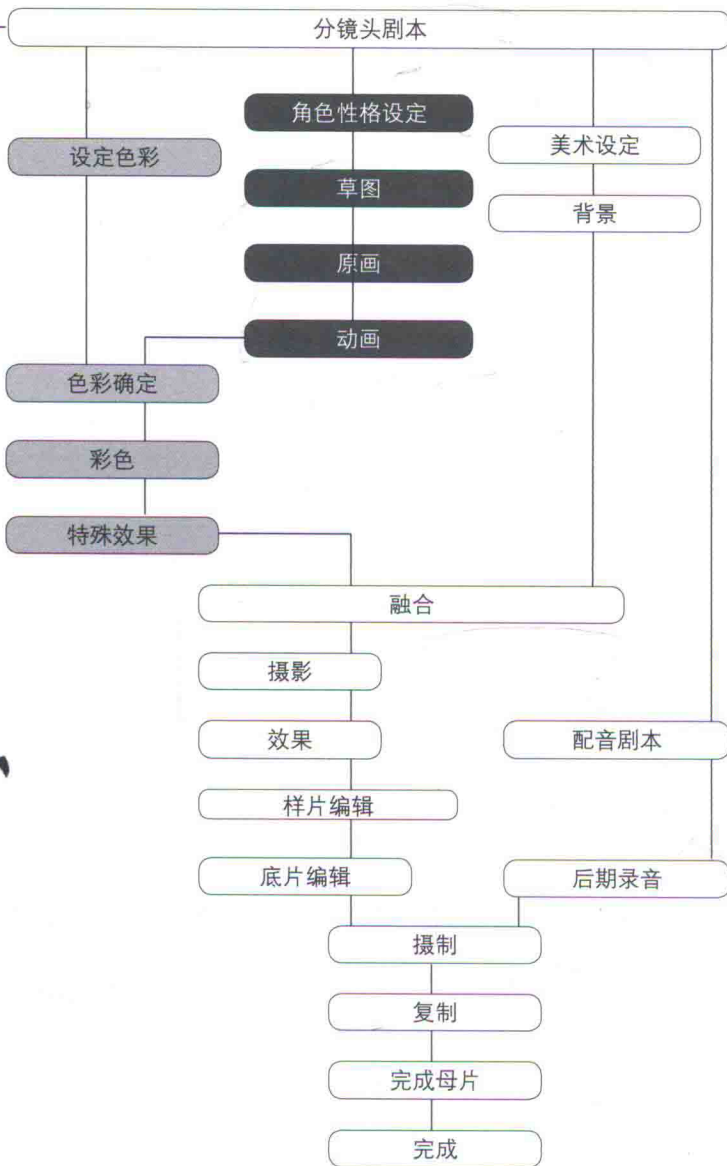 分镜头剧本
角色性格设定
设定色彩
美术设定
草图
背景
原画
动画
色彩确定
彩色
特殊效果
融合
摄影
效果
配音剧本
样片编辑
底片编辑
后期录音
摄制
复制
完成母片
完成